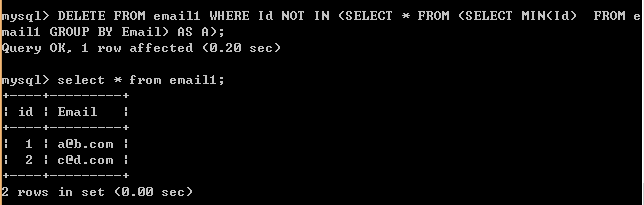 mysql> DELETE FROM email1 WHERE Id NOT IN (SELECT * FROM (SELECT MIN(Id)  FROM e
mail1 GROUP BY Email) AS A);
Query OK, 1 row affected (0.20 sec)
mysql> select * from email1;
+----+---------+
| id | Email   |
+----+---------+
|  1 | a@b.com |
|  2 | c@d.com |
+----+---------+
2 rows in set (0.00 sec)